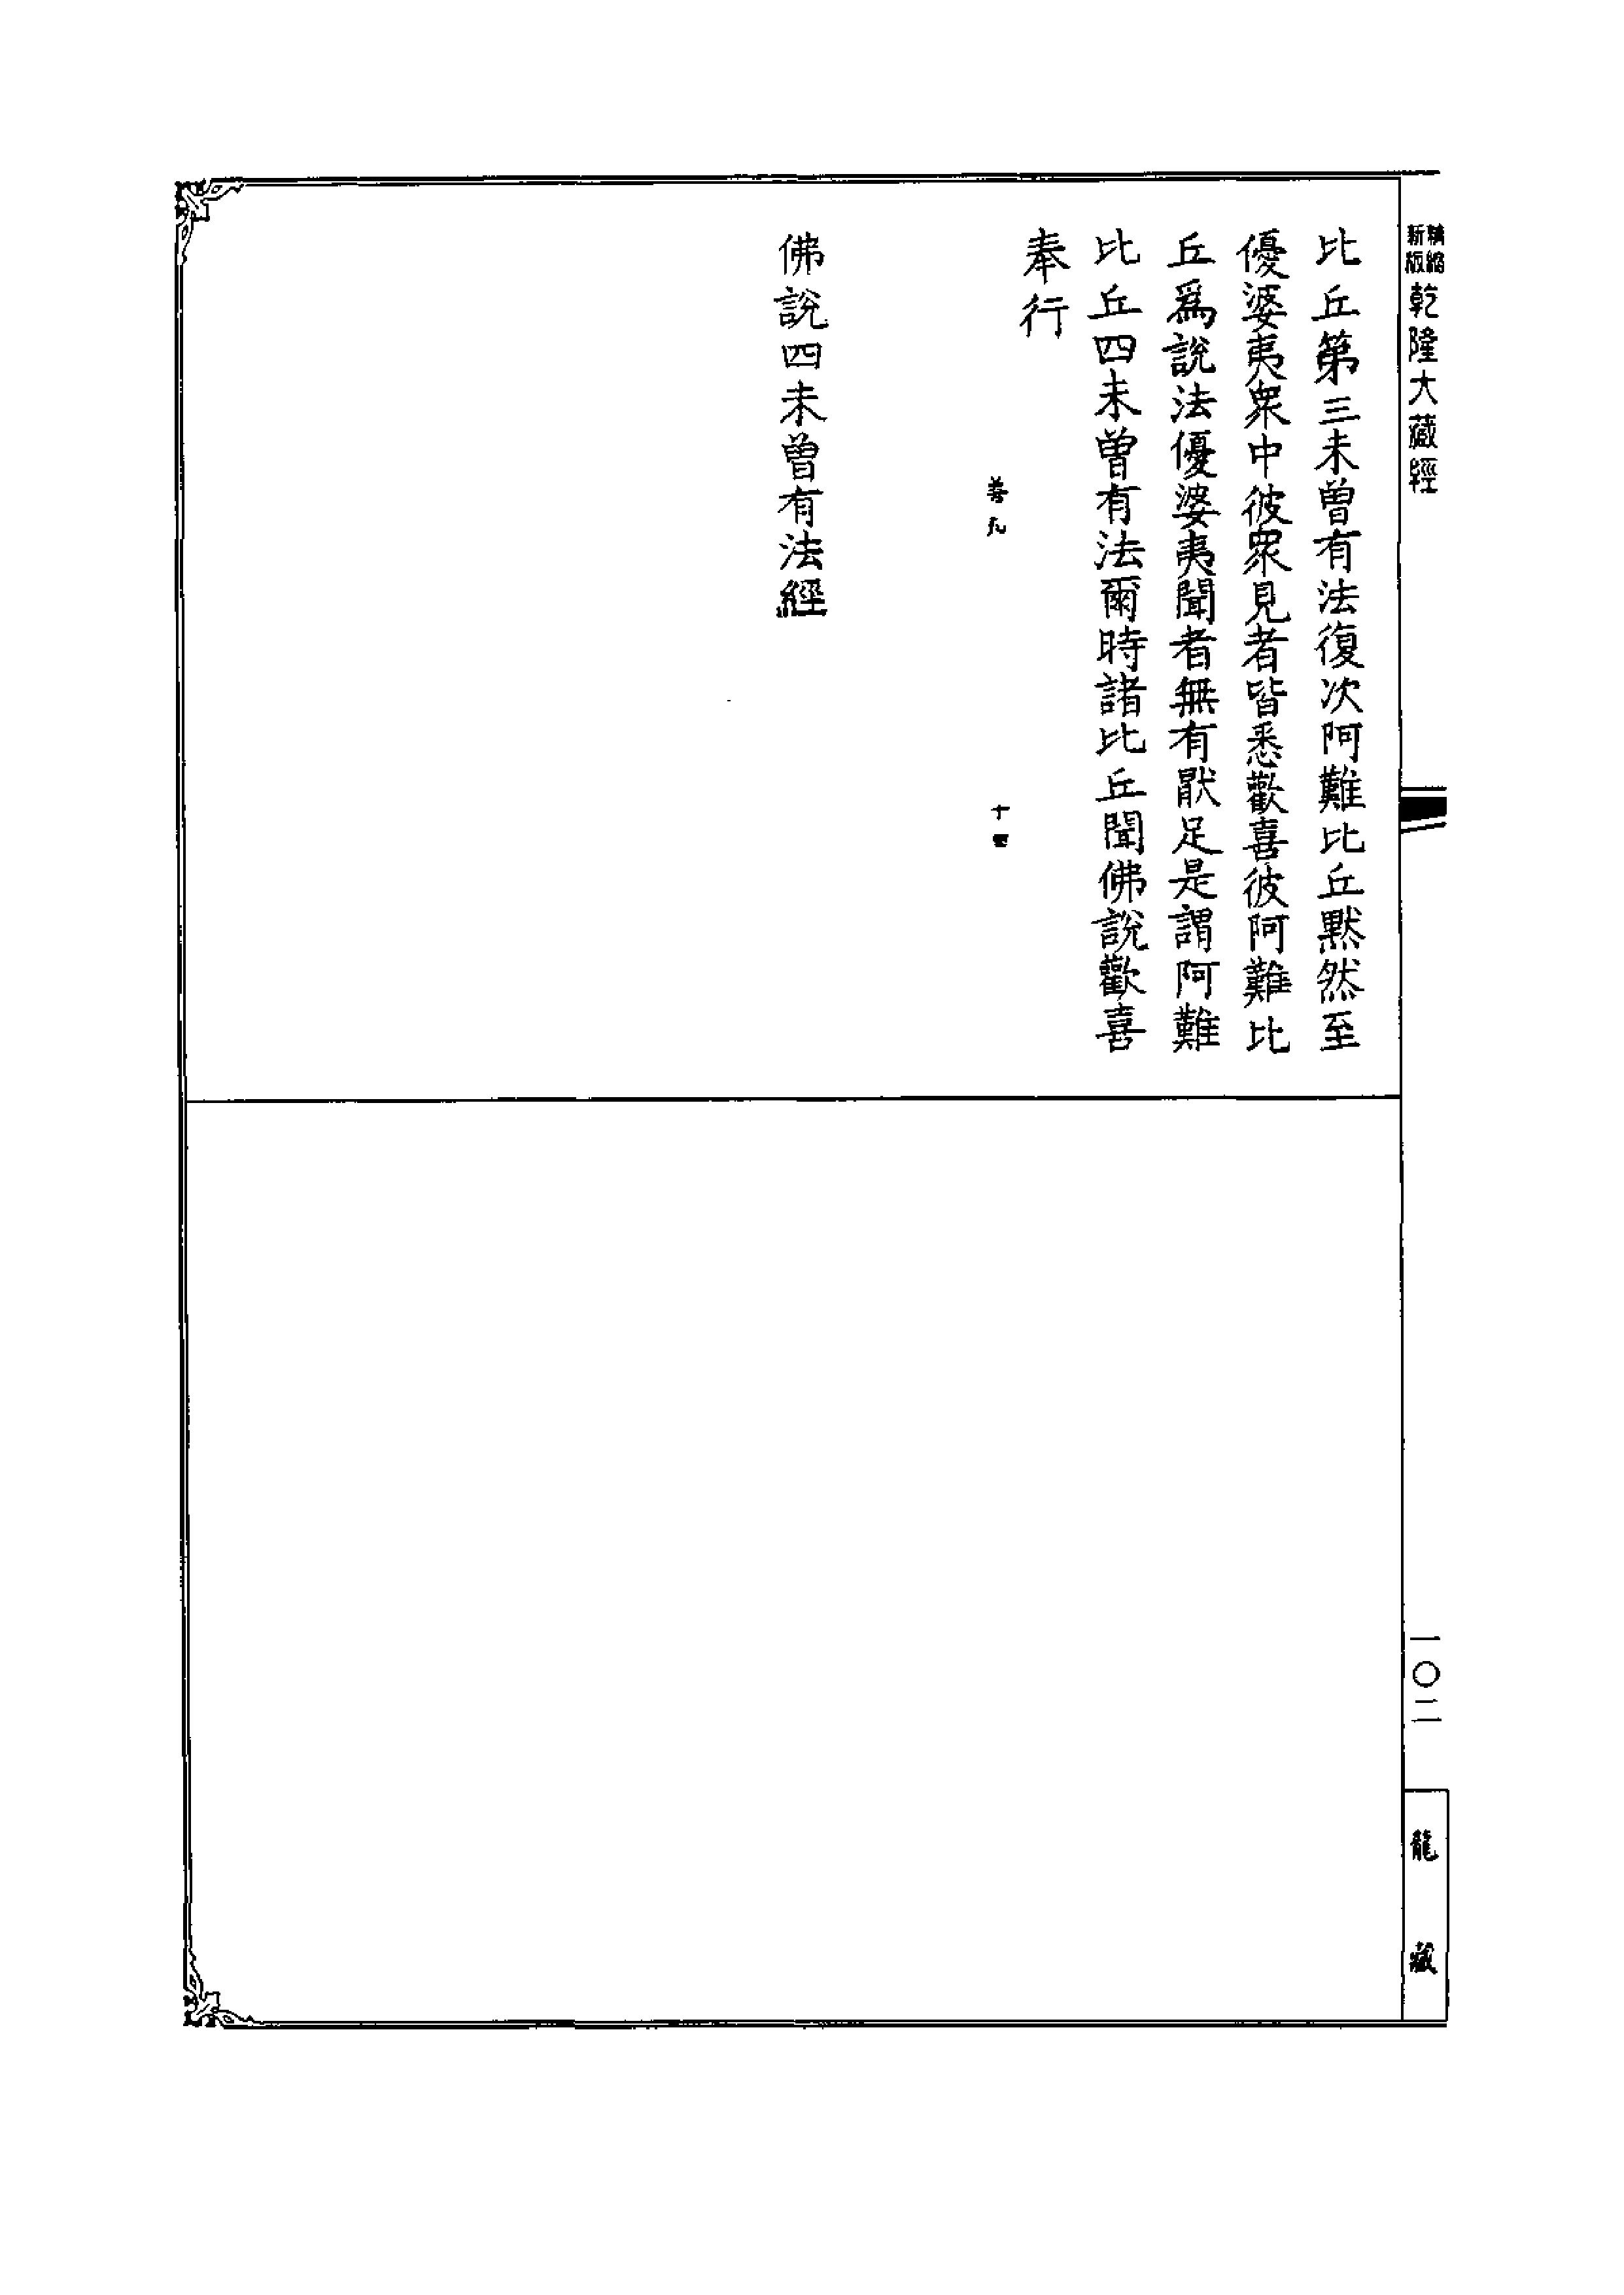 新版精縮乾隆大藏經
比丘第三未曾有法復次阿難比丘默然至
優婆夷衆中彼衆見者皆悉歡喜彼阿難比
丘爲說法優婆夷聞者無有厭足是謂阿難
比丘四未曾有法爾時諸比丘聞佛說歡喜
奉行
善九 十四
佛說四未曾有法經
一〇二
龍藏